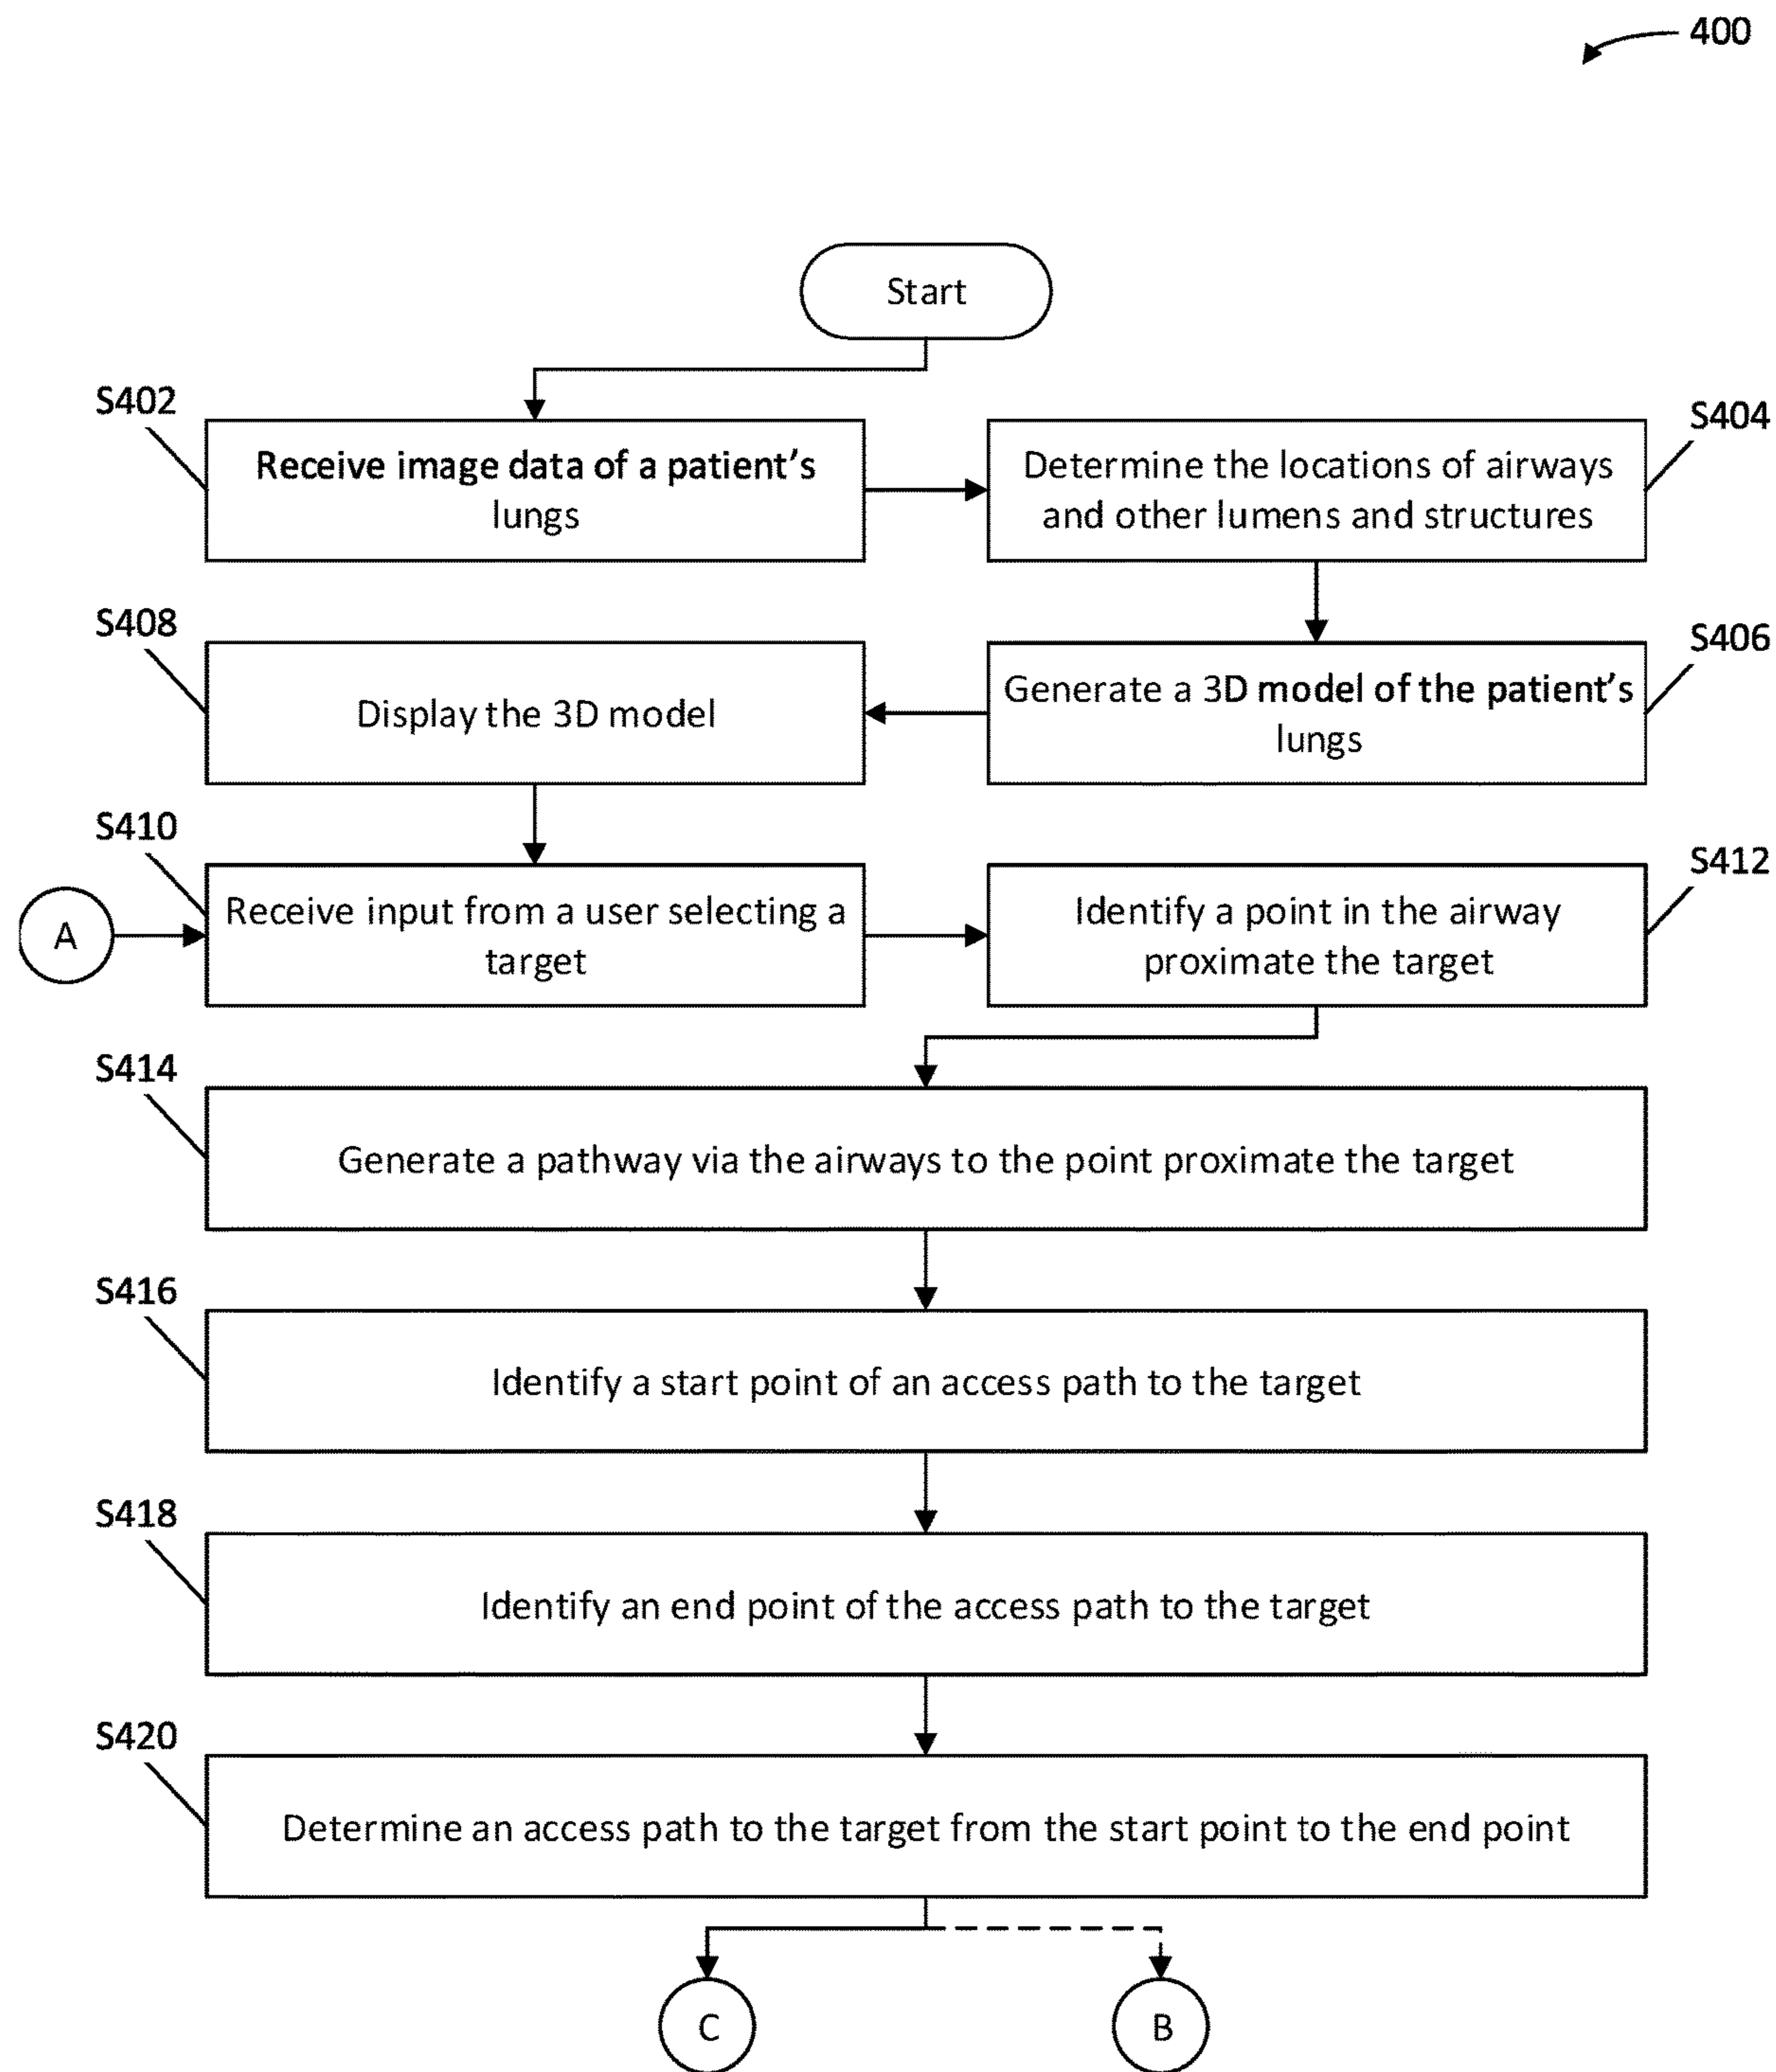 400
Start
S402
Receive image data of a patient's
lungs
S404
Determine the locations of airways
and other lumens and structures
S408
Display the 3D model
S406
Generate a 3D model of the patient's
lungs
S410
A
Receive input from a user selecting a
target
S412
Identify a point in the airway
proximate the target
S414
Generate a pathway via the airways to the point proximate the target
S416
Identify a start point of an access path to the target
S418
Identify an end point of the access path to the target
S420
Determine an access path to the target from the start point to the end point
C
B